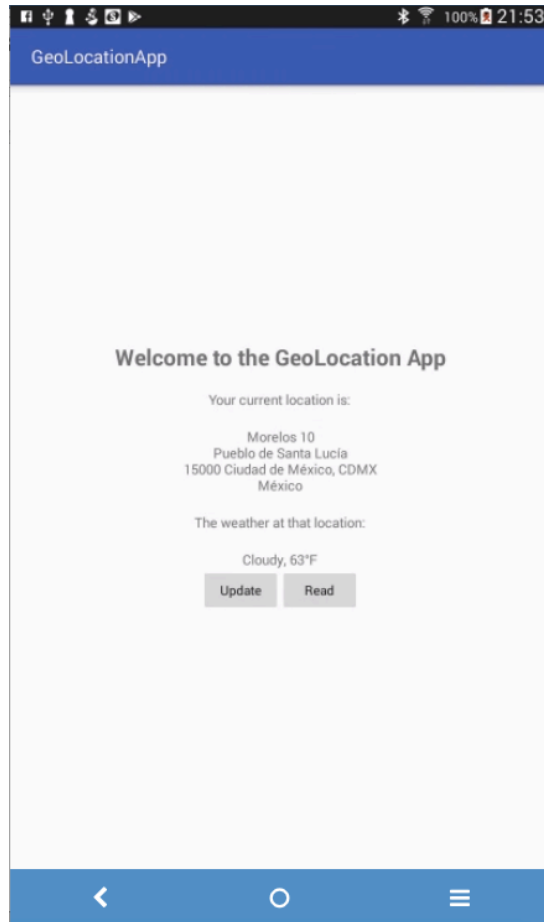 100% 21:53
GeoLocationApp
Welcome to the GeoLocation App
Your current location is:
Morelos 10
Pueblo de Santa Lucía
15000 Ciudad de México, CDMX
México
The weather at that location:
Cloudy, 63°F
Update Read